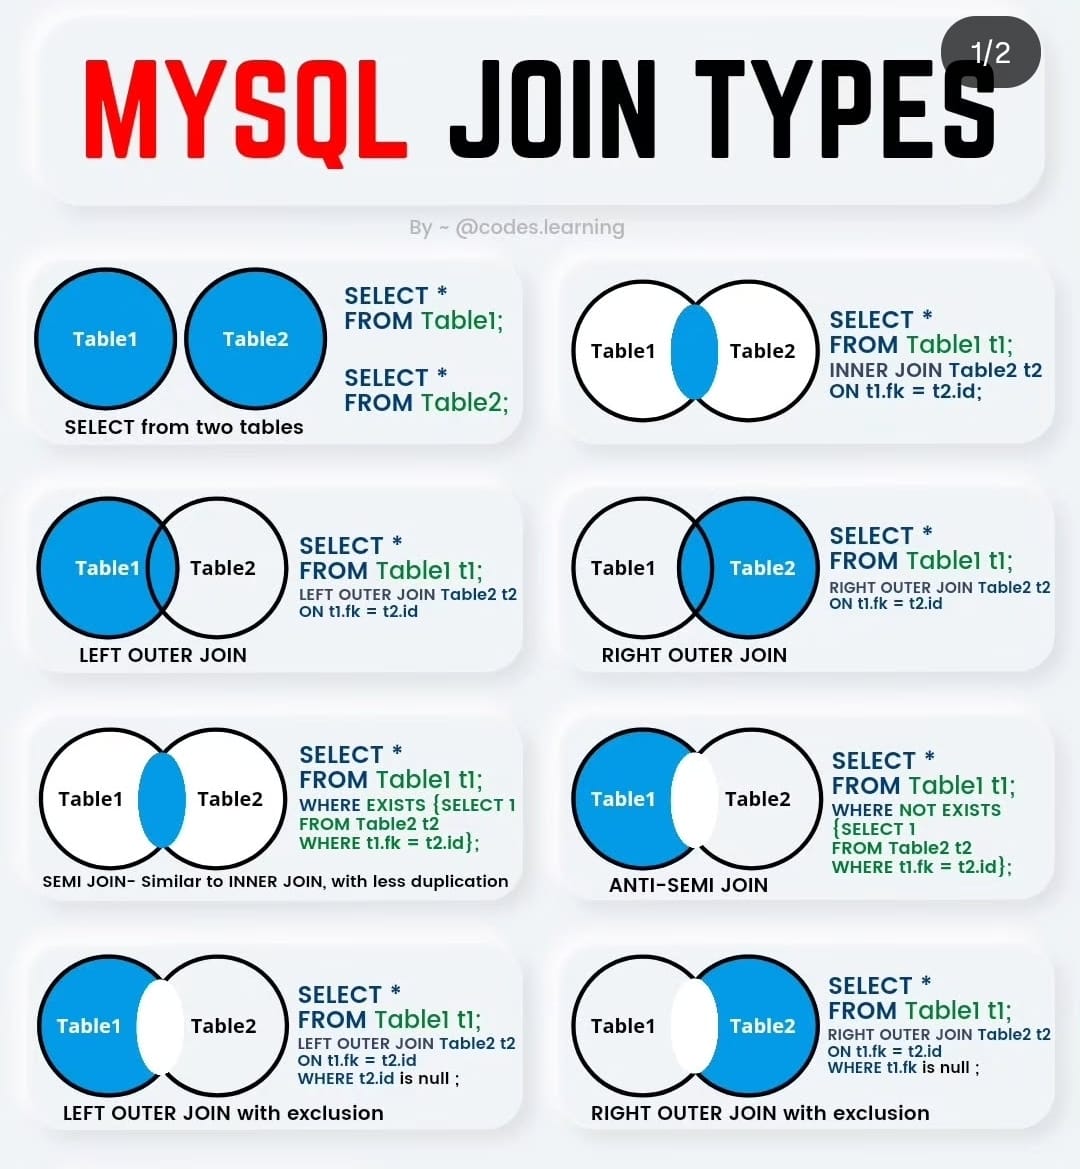 1/2
MYSQL JOIN TYPES
By ~ @codes.learning
Table1
Table2
SELECT *
FROM Table1;
SELECT *
FROM Table2;
SELECT from two tables
Table1
Table2
SELECT *
FROM Table1 t1;
INNER JOIN Table2 t2
ON t1.fk = t2.id;
Table1
Table2
SELECT *
FROM Table1 t1;
LEFT OUTER JOIN Table2 t2
ON t1.fk = t2.id
LEFT OUTER JOIN
Table1
Table2
SELECT *
FROM Table1 t1;
RIGHT OUTER JOIN Table2 t2
ON t1.fk = t2.id
RIGHT OUTER JOIN
Table1
Table2
SELECT *
FROM Table1 t1;
WHERE EXISTS {SELECT 1
FROM Table2 t2
WHERE t1.fk = t2.id};
SEMI JOIN- Similar to INNER JOIN, with less duplication
Table1
Table2
SELECT *
FROM Table1 t1;
WHERE NOT EXISTS
{SELECT 1
FROM Table2 t2
WHERE t1.fk = t2.id};
ANTI-SEMI JOIN
Table1
Table2
SELECT *
FROM Table1 t1;
LEFT OUTER JOIN Table2 t2
ON t1.fk = t2.id
WHERE t2.id is null ;
LEFT OUTER JOIN with exclusion
Table1
Table2
SELECT *
FROM Table1 t1;
RIGHT OUTER JOIN Table2 t2
ON t1.fk = t2.id
WHERE t1.fk is null ;
RIGHT OUTER JOIN with exclusion